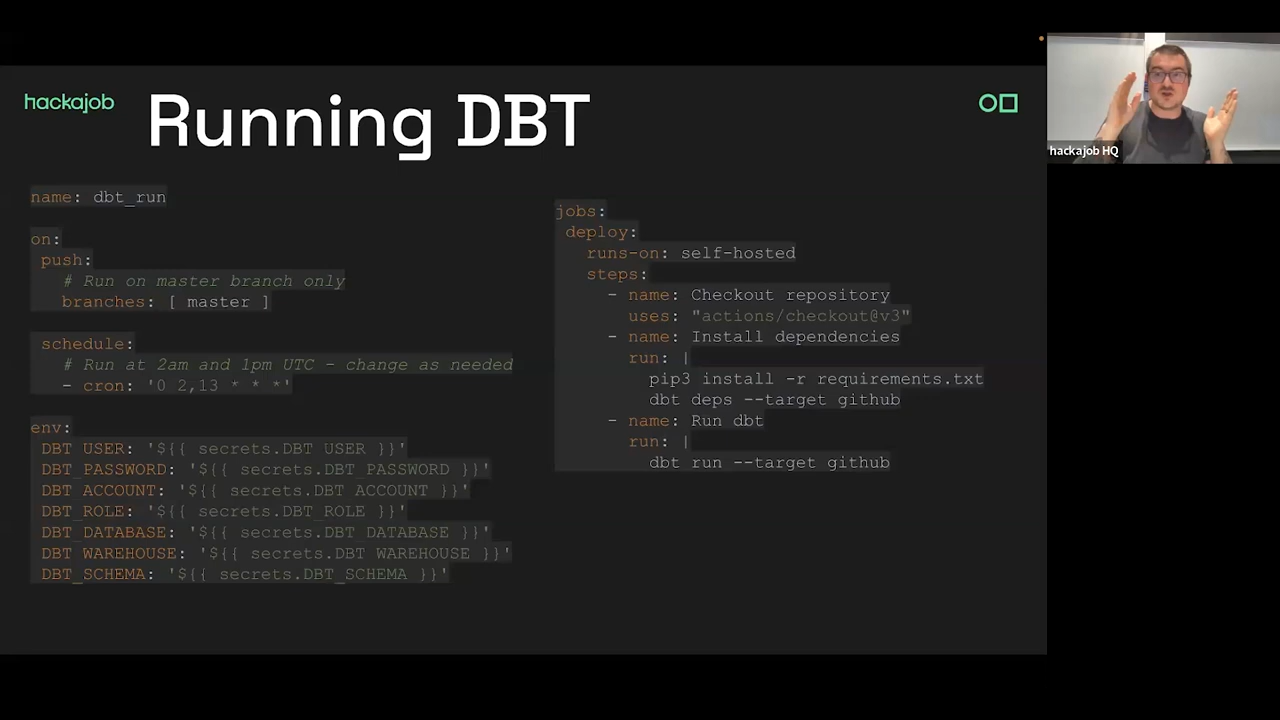 hackajob
Running DBT
name: dbt_run
on:
push:
# Run on master branch only
branches: [ master ]
schedule:
# Run at 2am and 1pm UTC - change as needed
- cron: '0 2,13 * * *'
env:
DBT_USER: '${{ secrets.DBT_USER }}'
DBT_PASSWORD: '${{ secrets.DBT_PASSWORD }}'
DBT_ACCOUNT: '${{ secrets.DBT_ACCOUNT }}'
DBT_ROLE: '${{ secrets.DBT_ROLE }}'
DBT_DATABASE: '${{ secrets.DBT_DATABASE }}'
DBT_WAREHOUSE: '${{ secrets.DBT_WAREHOUSE }}'
DBT_SCHEMA: '${{ secrets.DBT_SCHEMA }}'
jobs:
deploy:
runs-on: self-hosted
steps:
- name: Checkout repository
uses: "actions/checkout@v3"
- name: Install dependencies
run: |
pip3 install -r requirements.txt
dbt deps --target github
- name: Run dbt
run: |
dbt run --target github
hackajob HQ